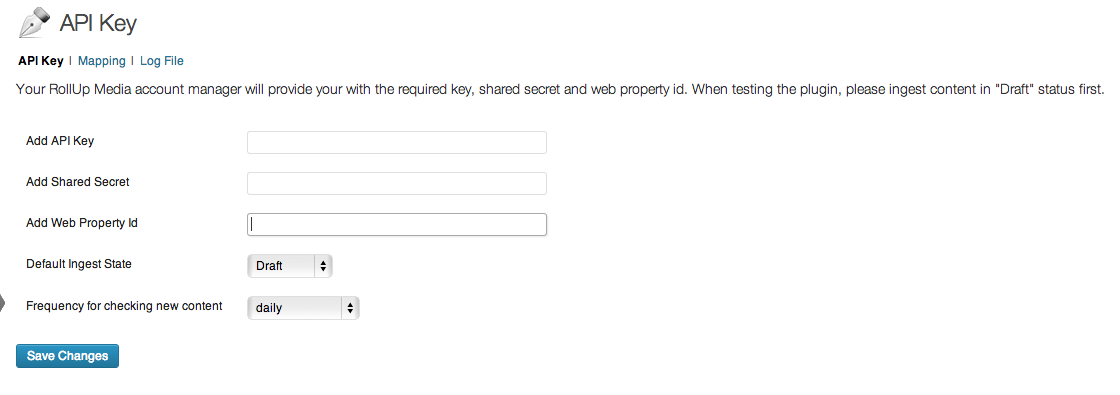 API Key
API Key | Mapping | Log File
Your RollUp Media account manager will provide your with the required key, shared secret and web property id. When testing the plugin, please ingest content in "Draft" status first.
Add API Key
Add Shared Secret
Add Web Property Id
Default Ingest State Draft
Frequency for checking new content daily
Save Changes